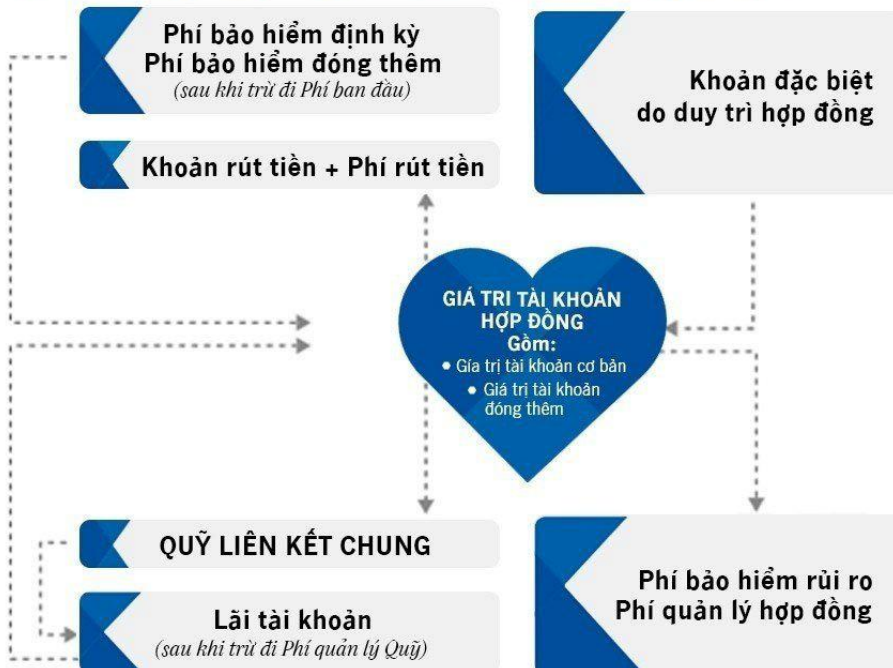 Phí bảo hiểm định kỳ
Phí bảo hiểm đóng thêm
(sau khi trừ đi Phí ban đầu)
Khoản đặc biệt
do duy trì hợp đồng
Khoản rút tiền + Phí rút tiền
GIÁ TRI TÀI KHOẢN
HỢP ĐỒNG
Gồm:
• Gía trị tài khoản cơ bản
• Giá trị tài khoản
đóng thêm
QUỸ LIÊN KẾT CHUNG
Lãi tài khoản
(sau khi trừ đi Phí quản lý Quỹ)
Phí bảo hiểm rủi ro
Phí quản lý hợp đồng